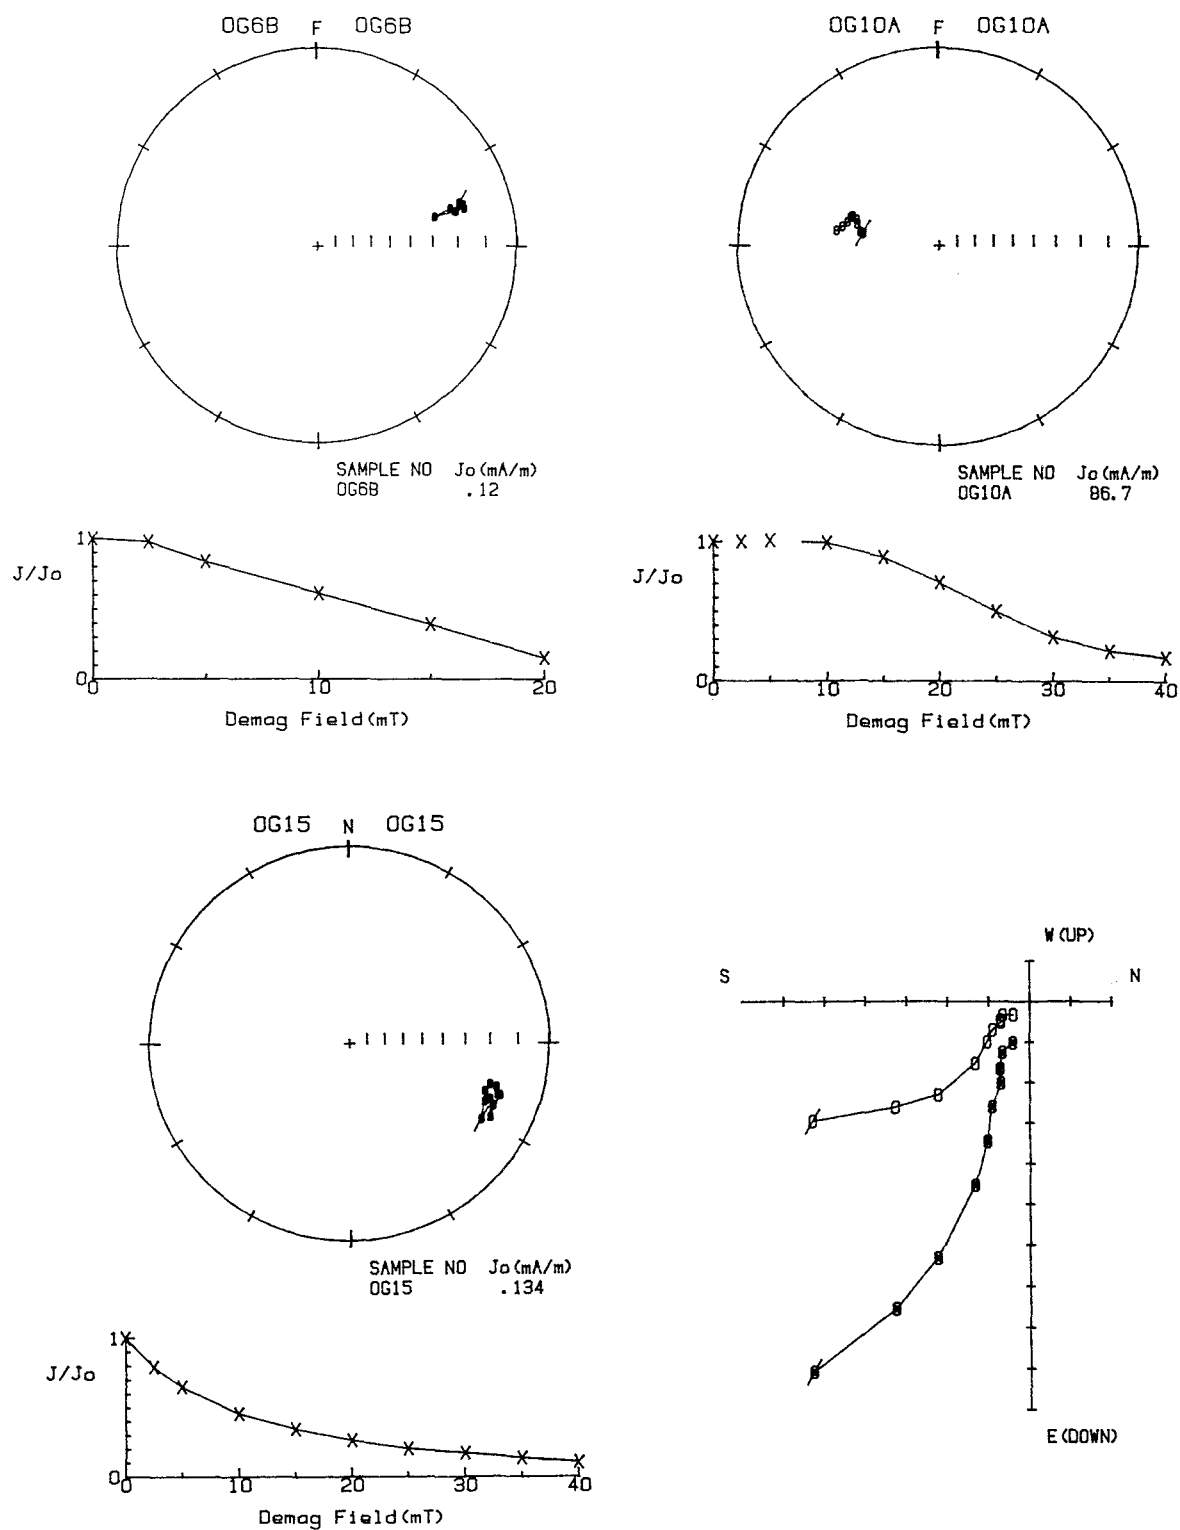 OG6B F OG6B
SAMPLE NO Jo(mA/m)
OG6B .12
1
J/Jo
0
0 10 20
Demag Field(mT)
OG10A F OG10A
SAMPLE NO Jo(mA/m)
OG10A 86.7
1
J/Jo
0
0 10 20 30 40
Demag Field(mT)
OG15 N OG15
SAMPLE NO Jo(mA/m)
OG15 .134
1
J/Jo
0
0 10 20 30 40
Demag Field(mT)
W(UP)
S N
E(DOWN)